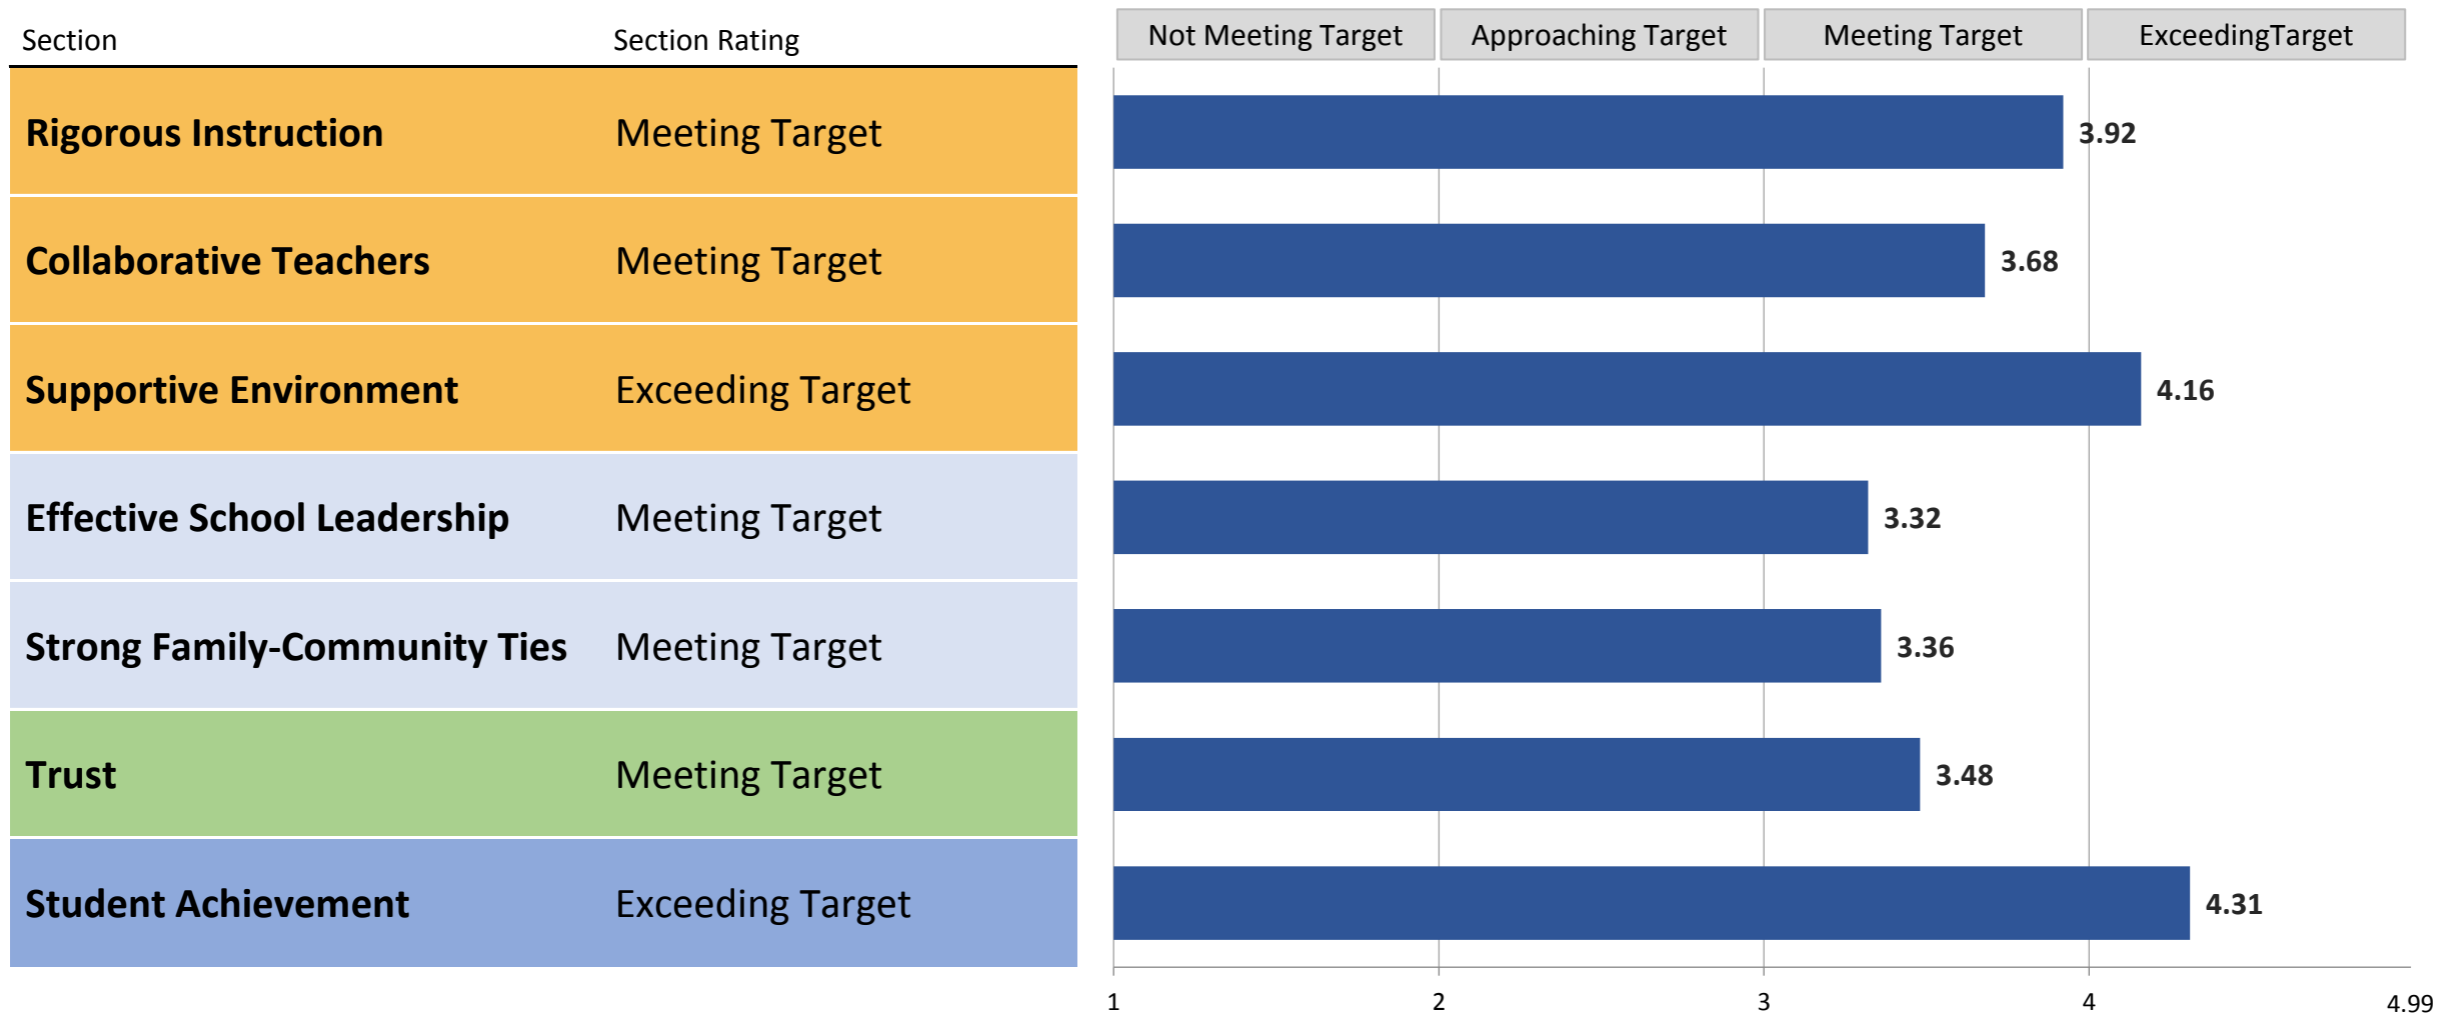 Section Section Rating Not Meeting Target Approaching Target Meeting Target ExceedingTarget
Rigorous Instruction Meeting Target 3.92
Collaborative Teachers Meeting Target 3.68
Supportive Environment Exceeding Target 4.16
Effective School Leadership Meeting Target 3.32
Strong Family-Community Ties Meeting Target 3.36
Trust Meeting Target 3.48
Student Achievement Exceeding Target 4.31
1 2 3 4 4.99